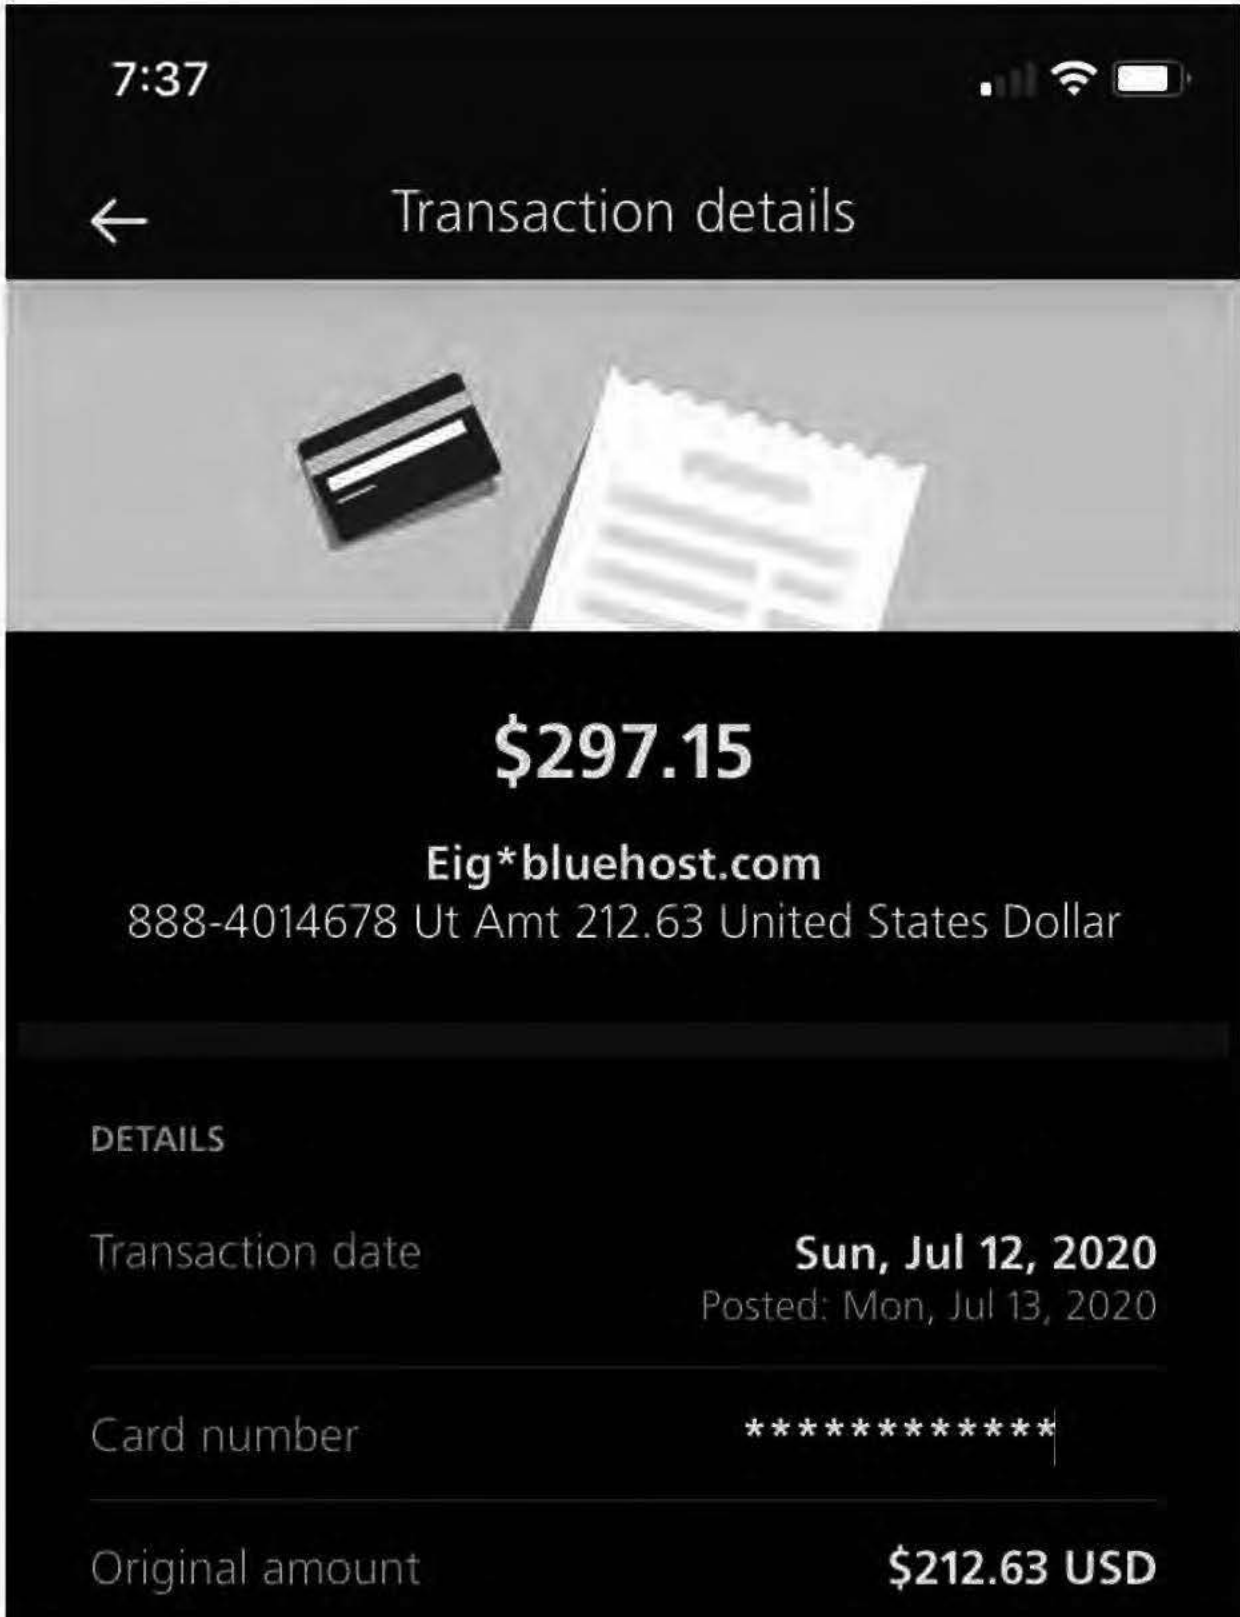 7:37
Transaction details
$297.15
Eig*bluehost.com
888-4014678 Ut Amt 212.63 United States Dollar
DETAILS
Transaction date
Sun, Jul 12, 2020
Posted: Mon, Jul 13, 2020
Card number
************
Original amount
$212.63 USD